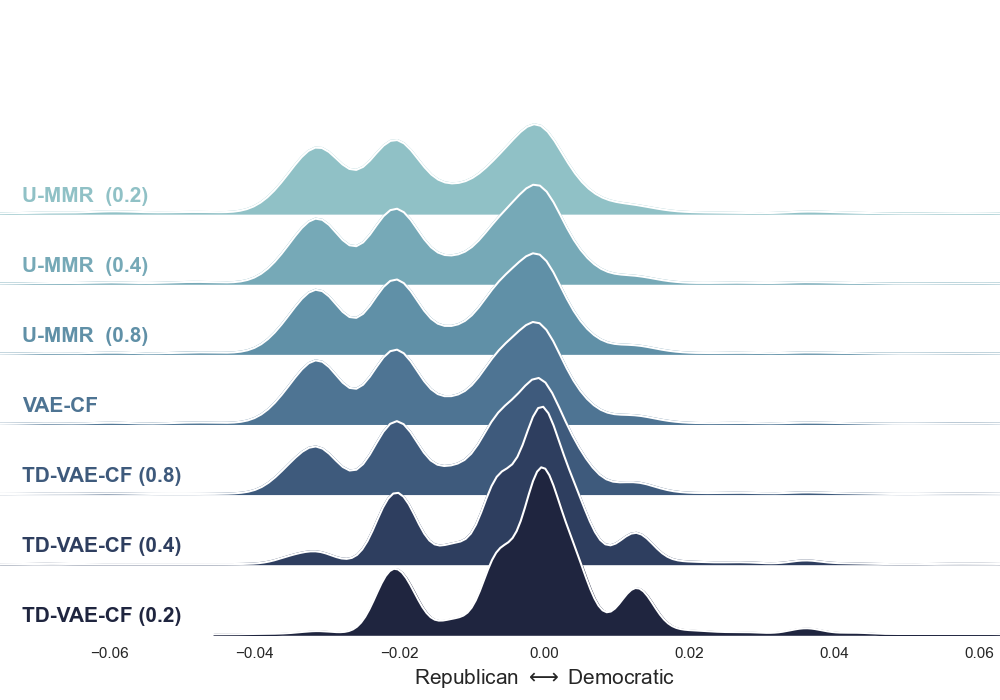 U-MMR (0.2)
U-MMR (0.4)
U-MMR (0.8)
VAE-CF
TD-VAE-CF (0.8)
TD-VAE-CF (0.4)
TD-VAE-CF (0.2)
−0.06 −0.04 −0.02 0.00 0.02 0.04 0.06
Republican ⟷ Democratic